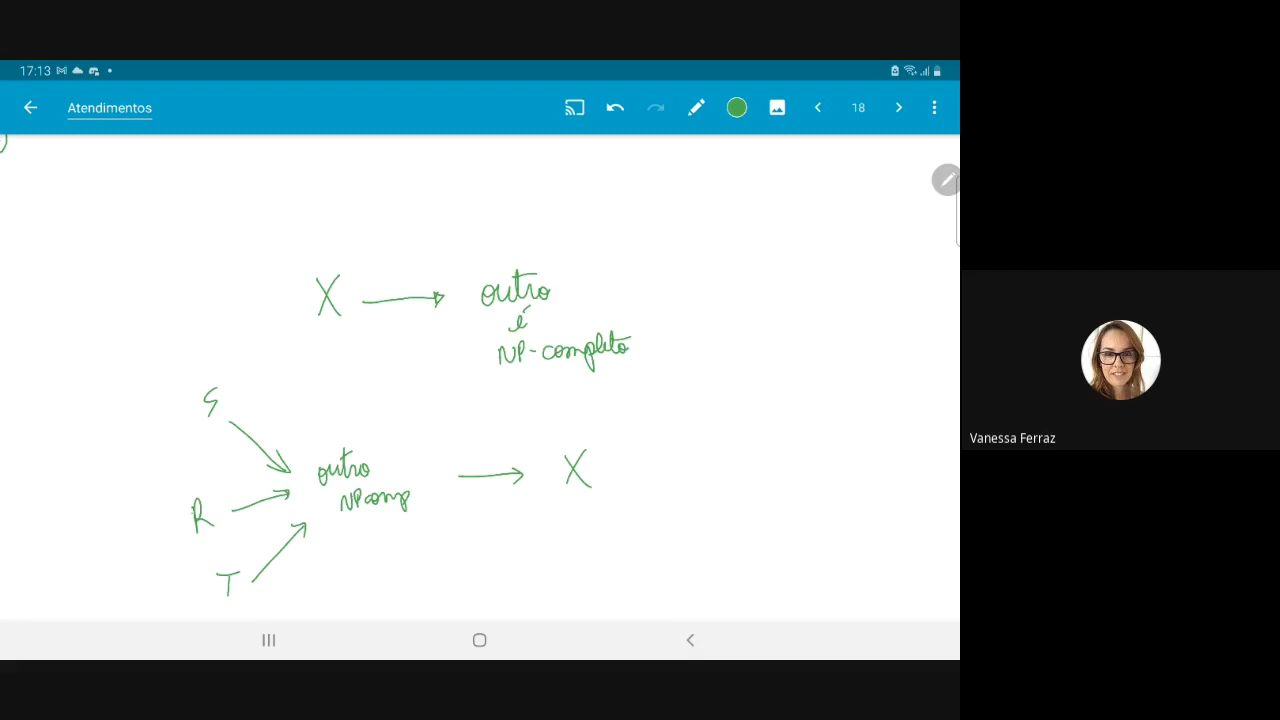 17:13
Atendimentos
18
X → outro
é
NP-completo
S
outro → X
NPcomp
R
T
Vanessa Ferraz